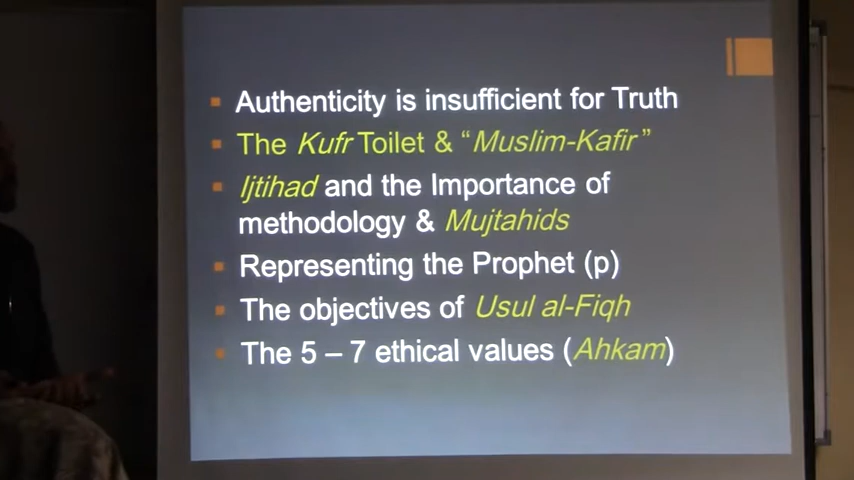 Authenticity is insufficient for Truth
The Kufr Toilet & “Muslim-Kafir”
Ijtihad and the Importance of
methodology & Mujtahids
Representing the Prophet (p)
The objectives of Usul al-Fiqh
The 5 – 7 ethical values (Ahkam)